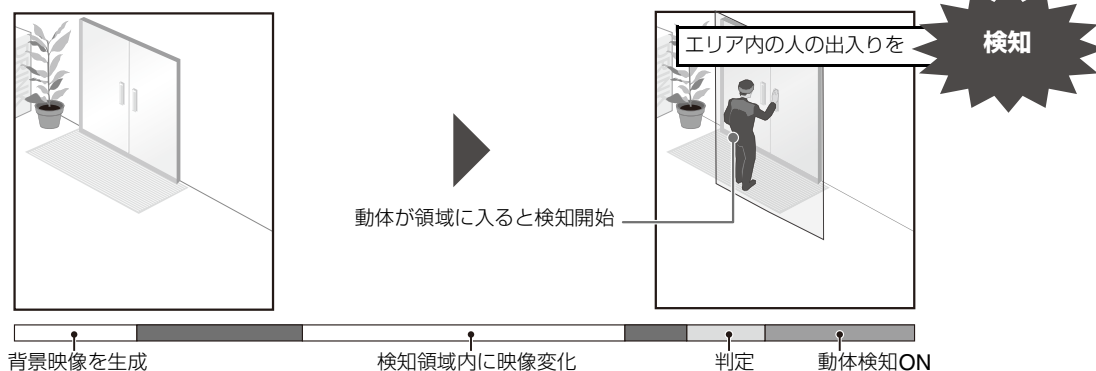 エリア内の人の出入りを
検知
動体が領域に入ると検知開始
背景映像を生成
検知領域内に映像変化
判定
動体検知ON